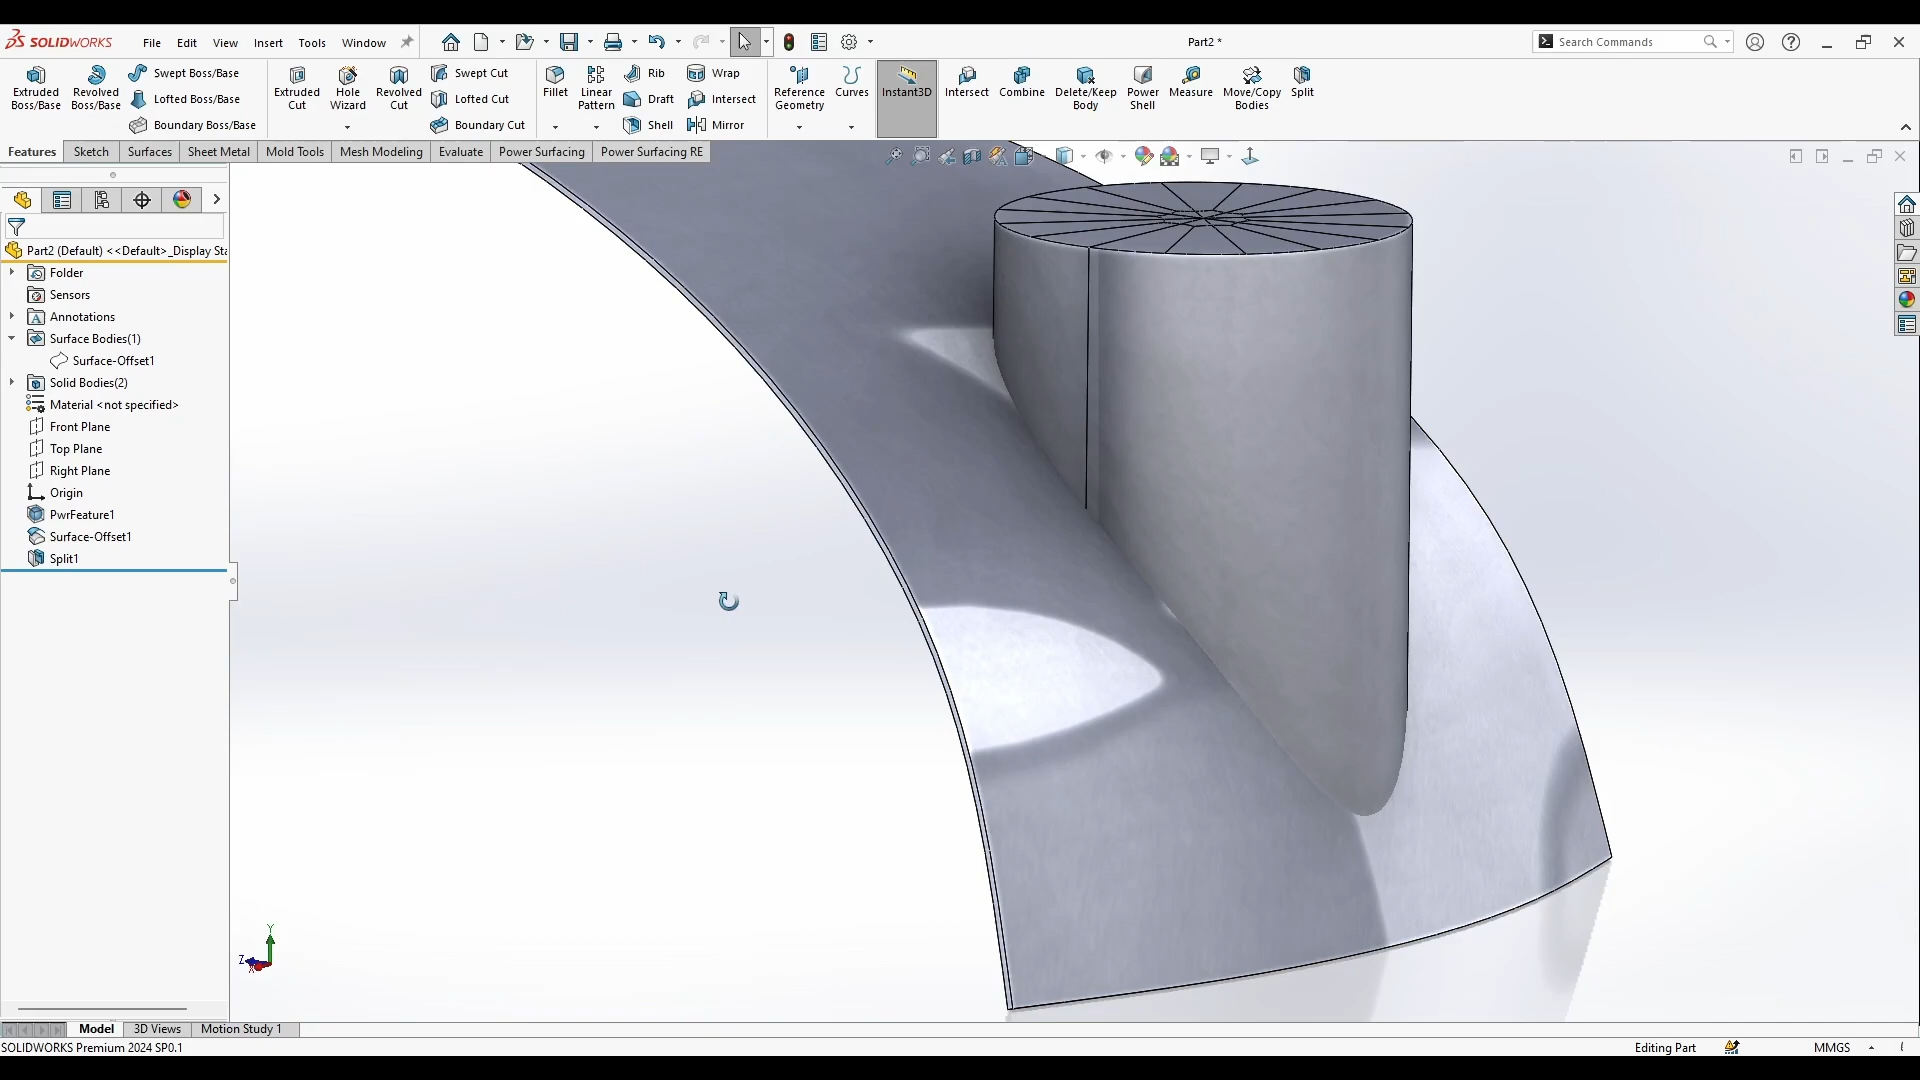 SOLIDWORKS File Edit View Insert Tools Window Part2 * Search Commands
Extruded Boss/Base
Revolved Boss/Base
Swept Boss/Base
Lofted Boss/Base
Boundary Boss/Base
Extruded Cut
Hole Wizard
Revolved Cut
Swept Cut
Lofted Cut
Boundary Cut
Fillet
Linear Pattern
Rib
Draft
Shell
Wrap
Intersect
Mirror
Reference Geometry
Curves
Instant3D
Intersect
Combine
Delete/Keep Body
Power Shell
Measure
Move/Copy Bodies
Split
Features Sketch Surfaces Sheet Metal Mold Tools Mesh Modeling Evaluate Power Surfacing Power Surfacing RE
Part2 (Default) <<Default>_Display Sta
Folder
Sensors
Annotations
Surface Bodies(1)
Surface-Offset1
Solid Bodies(2)
Material <not specified>
Front Plane
Top Plane
Right Plane
Origin
PwrFeature1
Surface-Offset1
Split1
Y
Z
X
Model 3D Views Motion Study 1
SOLIDWORKS Premium 2024 SP0.1 Editing Part MMGS